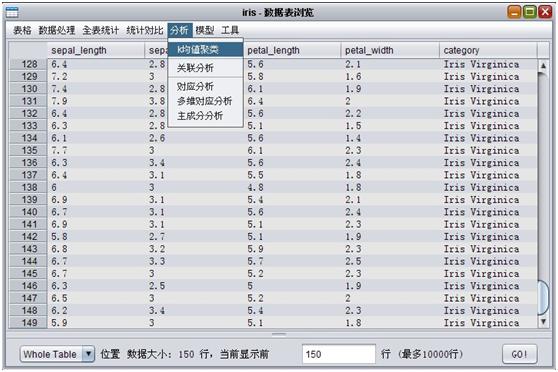 iris - 数据表浏览
表格 数据处理 全表统计 统计对比 分析 模型 工具
sepal_length sepa petal_length petal_width category
k均值聚类
关联分析
对应分析
多维对应分析
主成分分析
128 6.4 2.8 5.6 2.1 Iris Virginica
129 7.2 3 5.8 1.6 Iris Virginica
130 7.4 2.8 6.1 1.9 Iris Virginica
131 7.9 3.8 6.4 2 Iris Virginica
132 6.4 2.8 5.6 2.2 Iris Virginica
133 6.3 2.8 5.1 1.5 Iris Virginica
134 6.1 2.6 5.6 1.4 Iris Virginica
135 7.7 3 6.1 2.3 Iris Virginica
136 6.3 3.4 5.6 2.4 Iris Virginica
137 6.4 3.1 5.5 1.8 Iris Virginica
138 6 3 4.8 1.8 Iris Virginica
139 6.9 3.1 5.4 2.1 Iris Virginica
140 6.7 3.1 5.6 2.4 Iris Virginica
141 6.9 3.1 5.1 2.3 Iris Virginica
142 5.8 2.7 5.1 1.9 Iris Virginica
143 6.8 3.2 5.9 2.3 Iris Virginica
144 6.7 3.3 5.7 2.5 Iris Virginica
145 6.7 3 5.2 2.3 Iris Virginica
146 6.3 2.5 5 1.9 Iris Virginica
147 6.5 3 5.2 2 Iris Virginica
148 6.2 3.4 5.4 2.3 Iris Virginica
149 5.9 3 5.1 1.8 Iris Virginica
Whole Table 位置 数据大小: 150 行, 当前显示前 150 行 (最多10000行) GO!